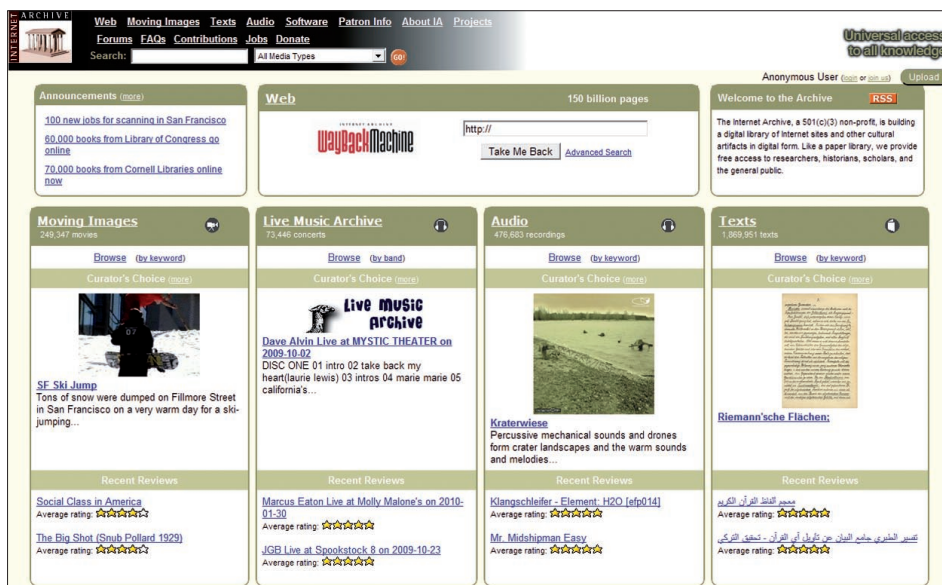 INTERNET ARCHIVE
Web Moving Images Texts Audio Software Patron Info About IA Projects
Forums FAQs Contributions Jobs Donate
Search: All Media Types GO!
Universal access
to all knowledge
Anonymous User (login or join us) Upload
Announcements (more)
100 new jobs for scanning in San Francisco
60,000 books from Library of Congress go
online
70,000 books from Cornell Libraries online
now
Web 150 billion pages
INTERNET ARCHIVE
WayBackMachine
http://
Take Me Back Advanced Search
Welcome to the Archive RSS
The Internet Archive, a 501(c)(3) non-profit, is building
a digital library of Internet sites and other cultural
artifacts in digital form. Like a paper library, we provide
free access to researchers, historians, scholars, and
the general public.
Moving Images
249,347 movies
Browse (by keyword)
Curator's Choice (more)
07
SF Ski Jump
Tons of snow were dumped on Fillmore Street
in San Francisco on a very warm day for a ski-
jumping...
Recent Reviews
Social Class in America
Average rating:
The Big Shot (Snub Pollard 1929)
Average rating:
Live Music Archive
73,446 concerts
Browse (by band)
Curator's Choice (more)
Live Music
Archive
Dave Alvin Live at MYSTIC THEATER on
2009-10-02
DISC ONE 01 intro 02 take back my
heart(laurie lewis) 03 intros 04 marie marie 05
california's...
Recent Reviews
Marcus Eaton Live at Molly Malone's on 2010-
01-30
Average rating:
JGB Live at Spookstock 8 on 2009-10-23
Average rating:
Audio
476,683 recordings
Browse (by keyword)
Curator's Choice (more)
Kraterwiese
Percussive mechanical sounds and drones
form crater landscapes and the warm sounds
and melodies...
Recent Reviews
Klangschleifer - Element: H2O [efp014]
Average rating:
Mr. Midshipman Easy
Average rating:
Texts
1,869,951 texts
Browse (by keyword)
Curator's Choice (more)
Riemann'sche Flächen;
Recent Reviews
معجم ألفاظ القرآن الكريم
Average rating:
تفسير الطبري جامع البيان عن تأويل آي القرآن - تحقيق التركي
Average rating: